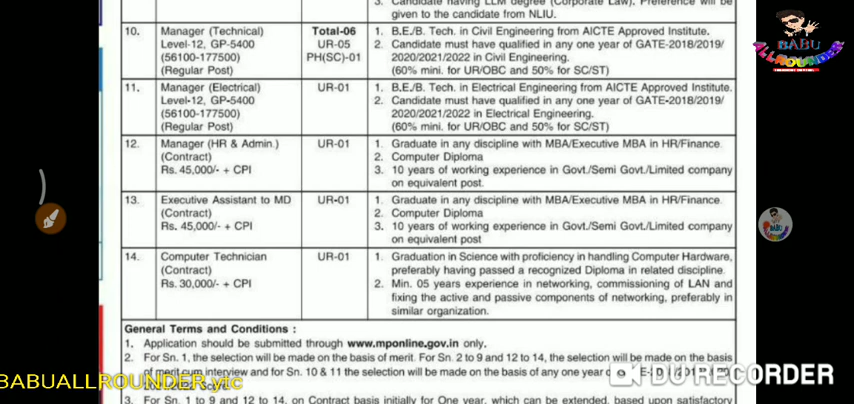 3. Candidate having LLM degree (Corporate Law). Preference will be
given to the candidate from NLIU.
10. Manager (Technical) Total-06 1. B.E./B. Tech. in Civil Engineering from AICTE Approved Institute.
Level-12, GP-5400 UR-05 2. Candidate must have qualified in any one year of GATE-2018/2019/
(56100-177500) PH(SC)-01 2020/2021/2022 in Civil Engineering.
(Regular Post) (60% mini. for UR/OBC and 50% for SC/ST)
11. Manager (Electrical) UR-01 1. B.E./B. Tech. in Electrical Engineering from AICTE Approved Institute.
Level-12, GP-5400 2. Candidate must have qualified in any one year of GATE-2018/2019/
(56100-177500) 2020/2021/2022 in Electrical Engineering.
(Regular Post) (60% mini. for UR/OBC and 50% for SC/ST)
12. Manager (HR & Admin.) UR-01 1. Graduate in any discipline with MBA/Executive MBA in HR/Finance
(Contract) 2. Computer Diploma
Rs. 45,000/- + CPI 3. 10 years of working experience in Govt./Semi Govt./Limited company
on equivalent post.
13. Executive Assistant to MD UR-01 1. Graduate in any discipline with MBA/Executive MBA in HR/Finance
(Contract) 2. Computer Diploma
Rs. 45,000/- + CPI 3. 10 years of working experience in Govt./Semi Govt./Limited company
on equivalent post
14. Computer Technician UR-01 1. Graduation in Science with proficiency in handling Computer Hardware,
(Contract) preferably having passed a recognized Diploma in related discipline.
Rs. 30,000/- + CPI 2. Min. 05 years experience in networking, commissioning of LAN and
fixing the active and passive components of networking, preferably in
similar organization.
General Terms and Conditions :
1. Application should be submitted through www.mponline.gov.in only.
2. For Sn. 1, the selection will be made on the basis of merit. For Sn. 2 to 9 and 12 to 14, the selection will be made on the basis
of merit cum interview and for Sn. 10 & 11 the selection will be made on the basis of any one year
3. For Sn. 1 to 9 and 12 to 14, on Contract basis initially for One year, which can be extended, based upon satisfactory
BABU
ALLROUNDER
BABUALLROUNDER.ytc
DU RECORDER